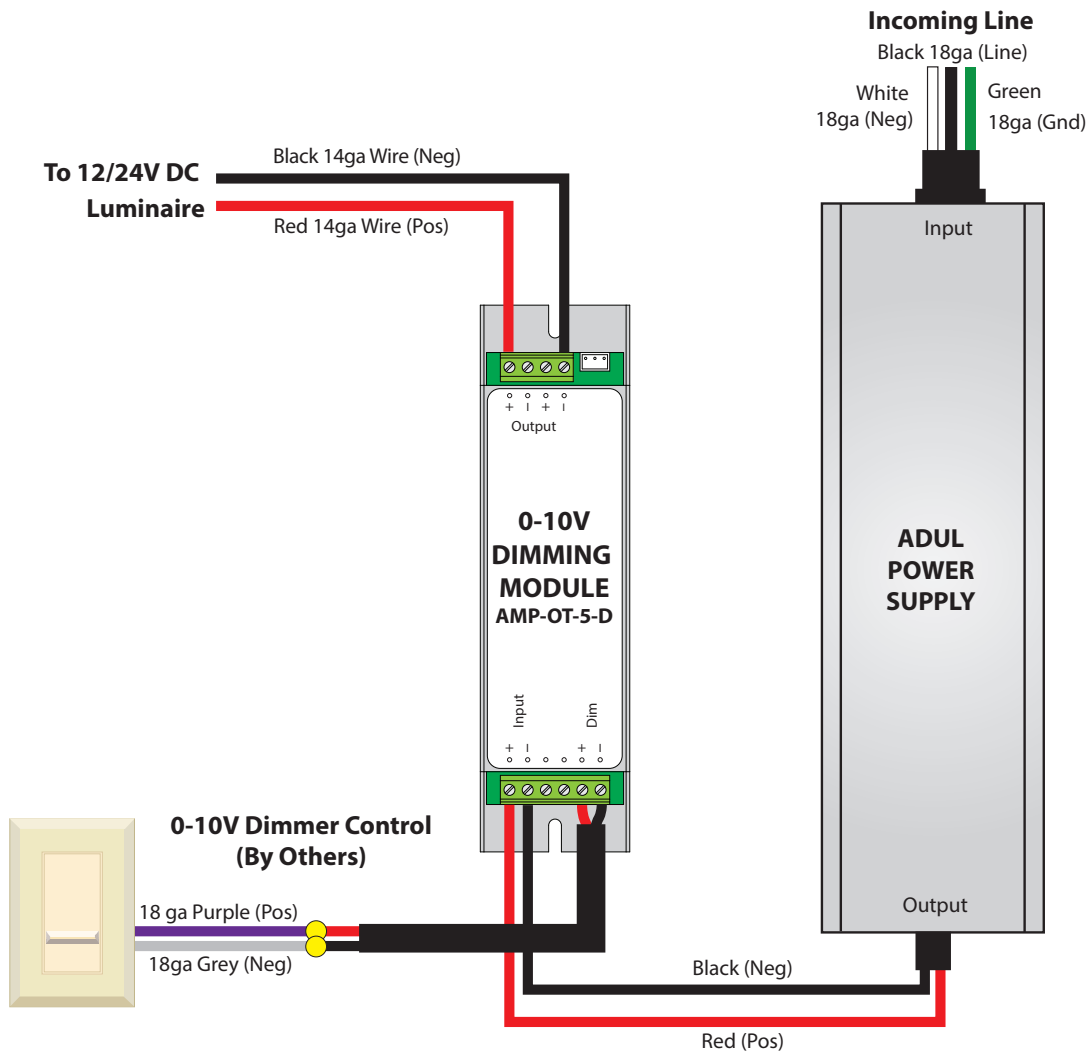 Incoming Line
Black 18ga (Line)
White
18ga (Neg)
Green
18ga (Gnd)
Black 14ga Wire (Neg)
To 12/24V DC
Luminaire
Red 14ga Wire (Pos)
Input
+ – + –
Output
0-10V
DIMMING
MODULE
AMP-OT-5-D
ADUL
POWER
SUPPLY
Input
Dim
+ – + –
0-10V Dimmer Control
(By Others)
18 ga Purple (Pos)
18ga Grey (Neg)
Output
Black (Neg)
Red (Pos)